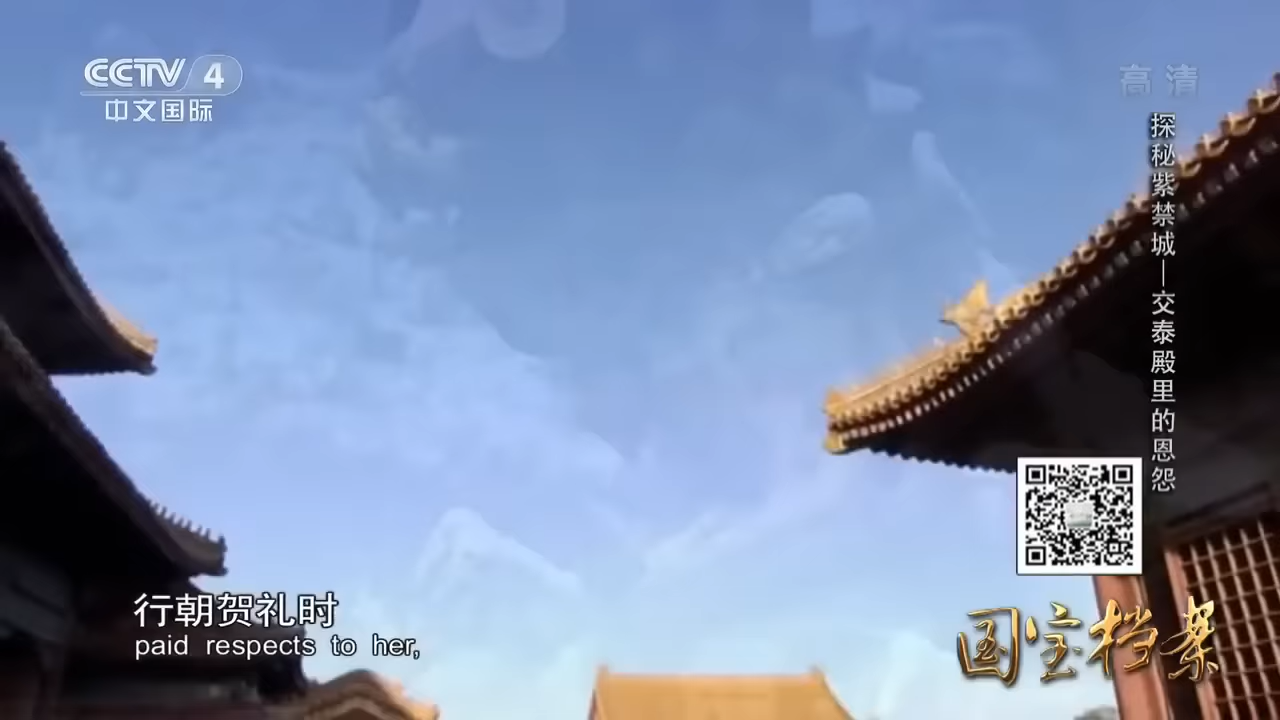 CCTV 4
中文国际
高清
探秘紫禁城—交泰殿里的恩怨
行朝贺礼时
paid respects to her,
国宝档案